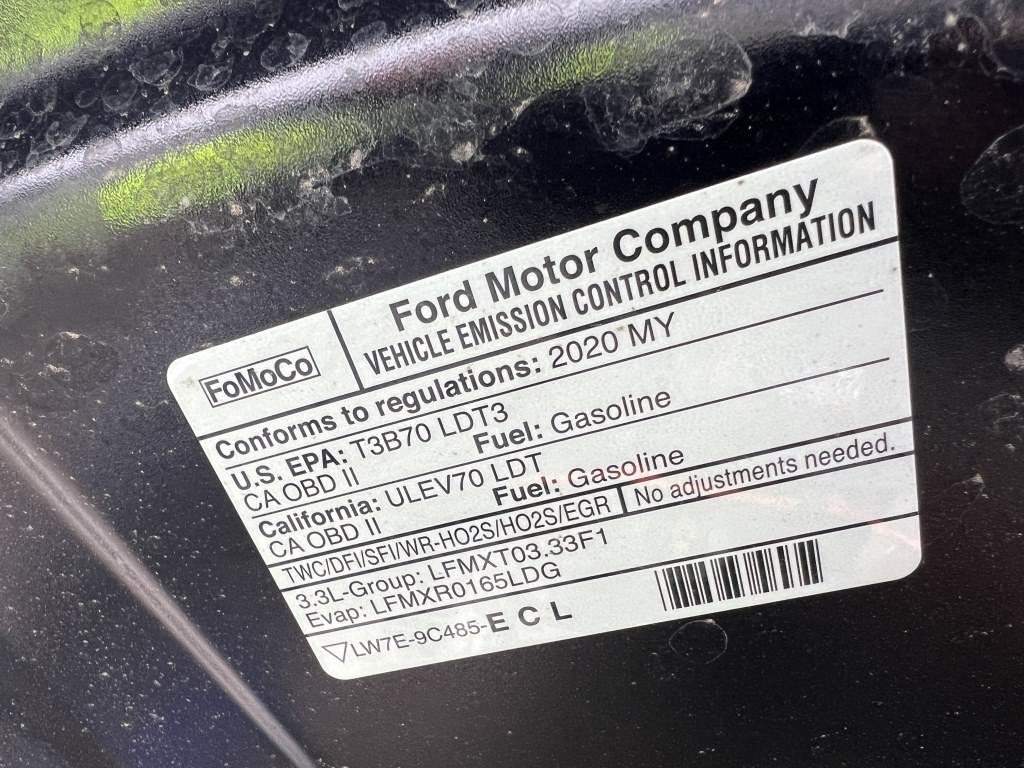 FoMoCo
Ford Motor Company
VEHICLE EMISSION CONTROL INFORMATION
Conforms to regulations: 2020 MY
U.S. EPA: T3B70 LDT3
CA OBD II Fuel: Gasoline
California: ULEV70 LDT
CA OBD II Fuel: Gasoline
TWC/DFI/SFI/WR-HO2S/HO2S/EGR No adjustments needed.
3.3L-Group: LFMXT03.33F1
Evap: LFMXR0165LDG
▽LW7E-9C485-E C L